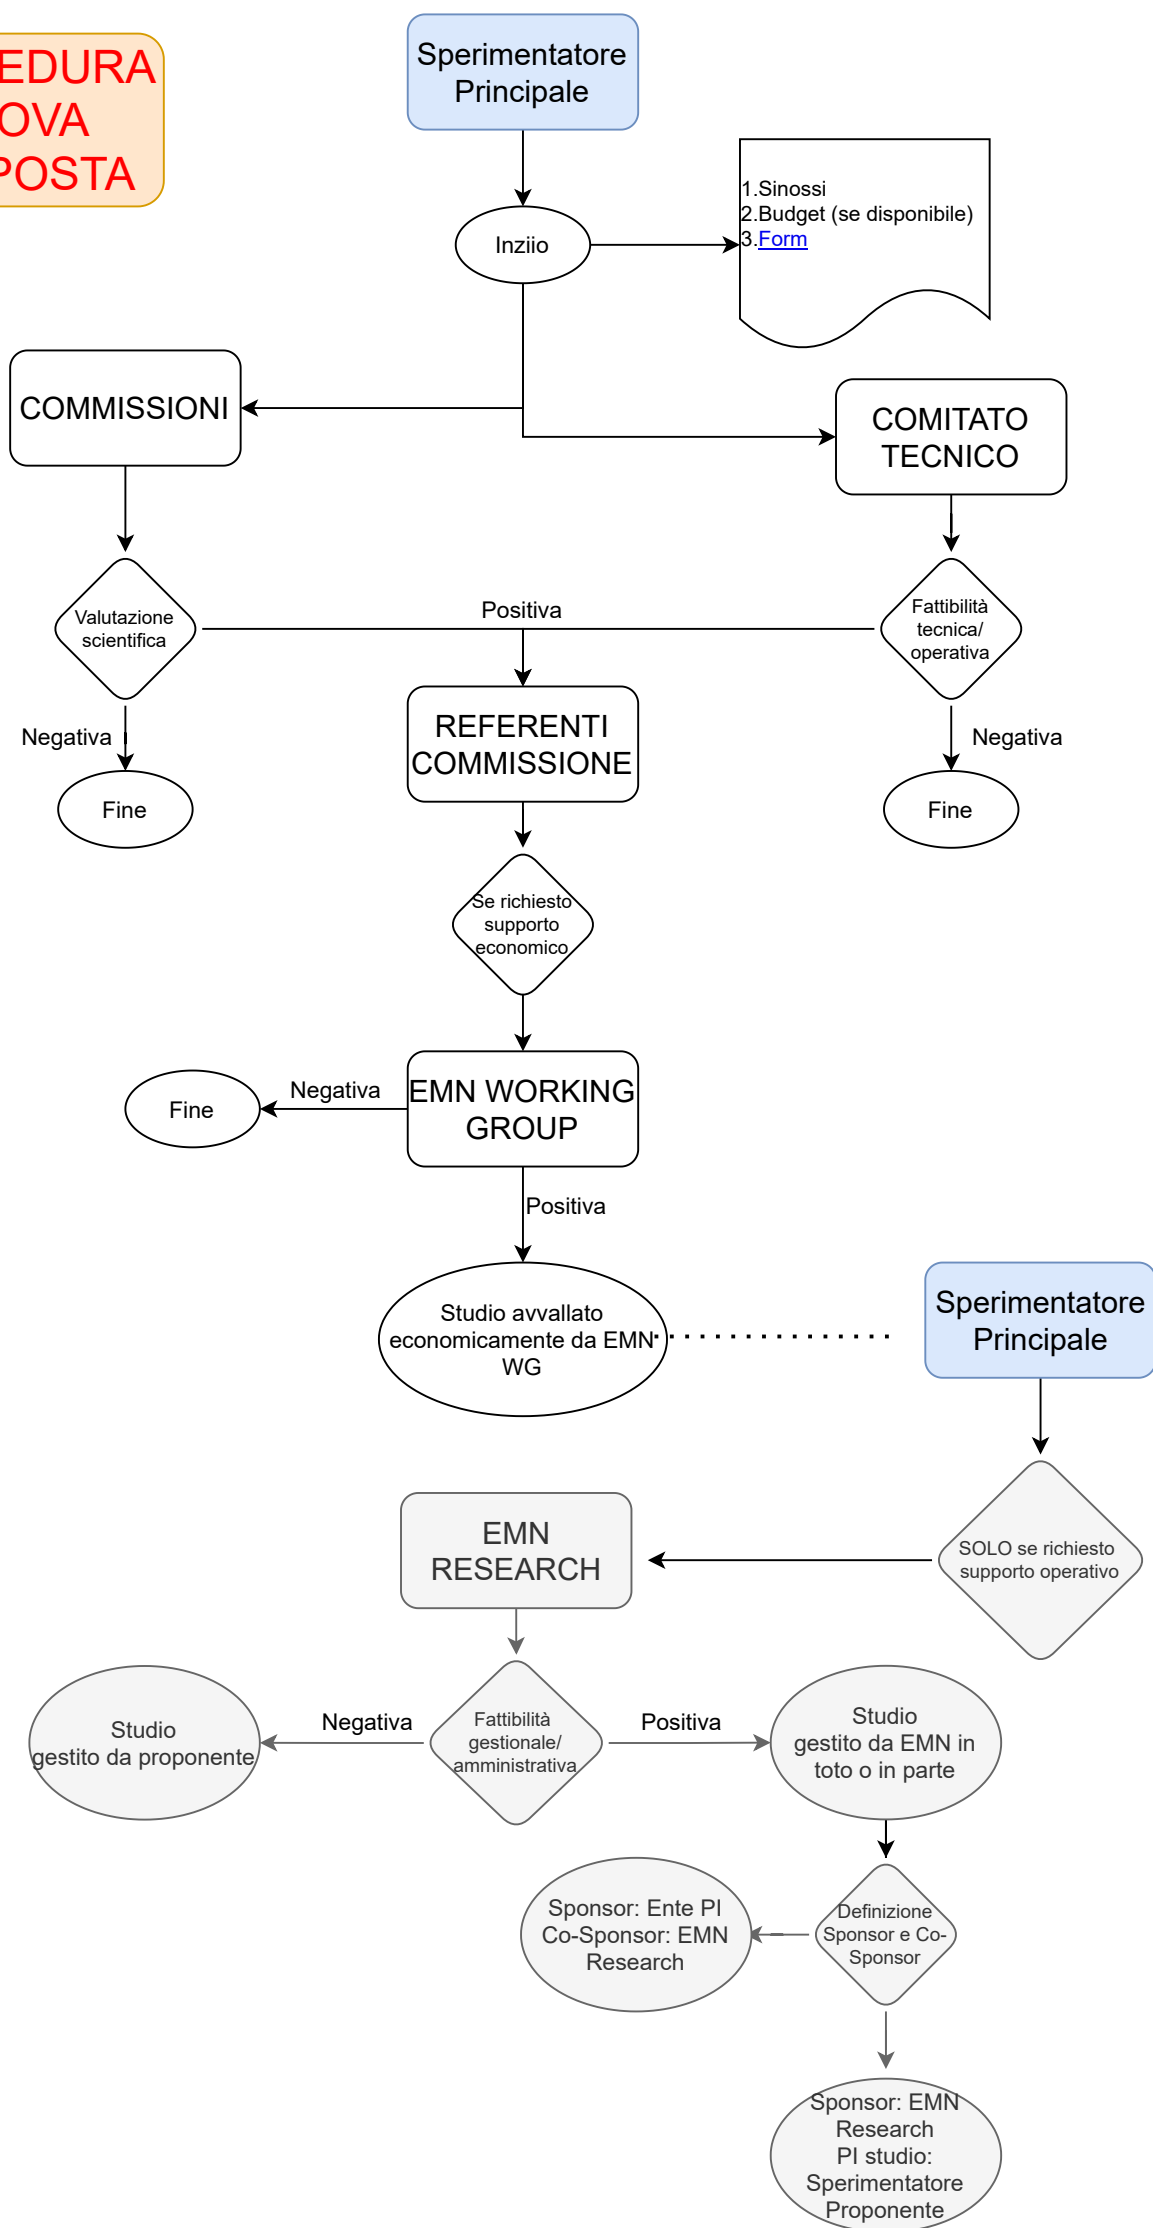 EDURA
OVA
POSTA
Sperimentatore
Principale
Inziio
1.Sinossi
2.Budget (se disponibile)
3.Form
COMMISSIONI
COMITATO
TECNICO
Valutazione
scientifica
Positiva
Fattibilità
tecnica/
operativa
Negativa
Fine
REFERENTI
COMMISSIONE
Negativa
Fine
Se richiesto
supporto
economico
EMN WORKING
GROUP
Negativa
Fine
Positiva
Studio avvallato
economicamente da EMN
WG
Sperimentatore
Principale
SOLO se richiesto
supporto operativo
EMN
RESEARCH
Fattibilità
gestionale/
amministrativa
Negativa
Studio
gestito da proponente
Positiva
Studio
gestito da EMN in
toto o in parte
Definizione
Sponsor e Co-
Sponsor
Sponsor: Ente PI
Co-Sponsor: EMN
Research
Sponsor: EMN
Research
PI studio:
Sperimentatore
Proponente